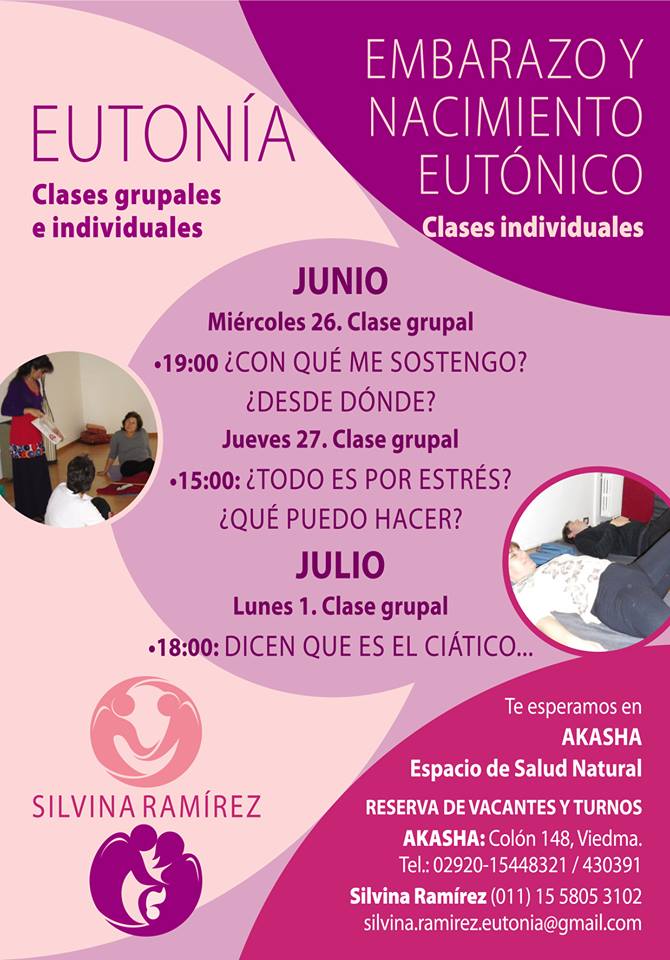 EUTONÍA
Clases grupales
e individuales
EMBARAZO Y
NACIMIENTO
EUTÓNICO
Clases individuales
JUNIO
Miércoles 26. Clase grupal
•19:00 ¿CON QUÉ ME SOSTENGO?
¿DESDE DÓNDE?
Jueves 27. Clase grupal
•15:00: ¿TODO ES POR ESTRÉS?
¿QUÉ PUEDO HACER?
JULIO
Lunes 1. Clase grupal
•18:00: DICEN QUE ES EL CIÁTICO...
SILVINA RAMÍREZ
Te esperamos en
AKASHA
Espacio de Salud Natural
RESERVA DE VACANTES Y TURNOS
AKASHA: Colón 148, Viedma.
Tel.: 02920-15448321 / 430391
Silvina Ramírez (011) 15 5805 3102
silvina.ramirez.eutonia@gmail.com